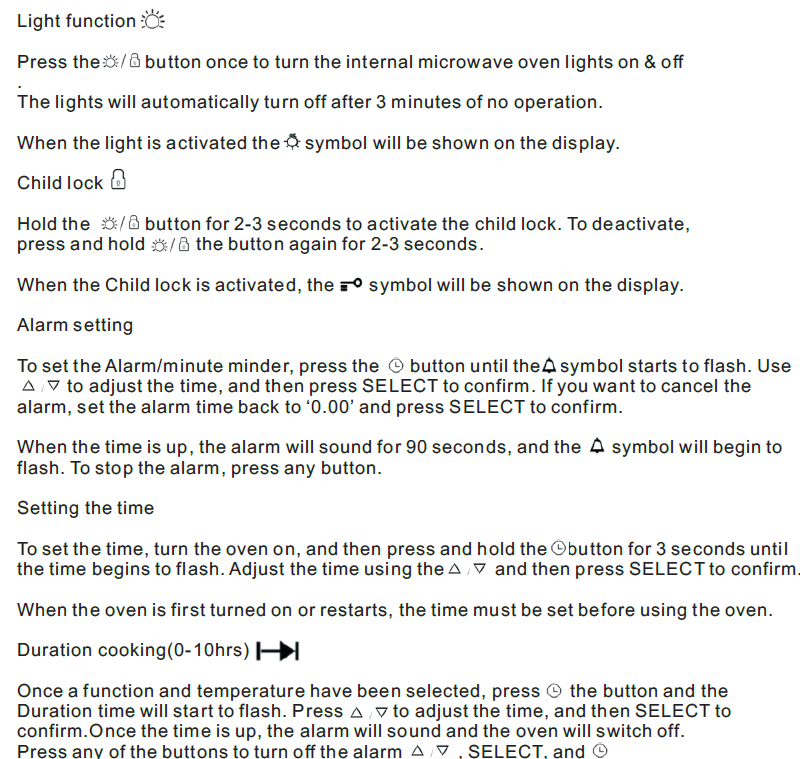 Light function
Press the / button once to turn the internal microwave oven lights on & off
.
The lights will automatically turn off after 3 minutes of no operation.
When the light is activated the symbol will be shown on the display.
Child lock
Hold the / button for 2-3 seconds to activate the child lock. To deactivate,
press and hold / the button again for 2-3 seconds.
When the Child lock is activated, the symbol will be shown on the display.
Alarm setting
To set the Alarm/minute minder, press the button until the symbol starts to flash. Use
△ / ▽ to adjust the time, and then press SELECT to confirm. If you want to cancel the
alarm, set the alarm time back to ‘0.00’ and press SELECT to confirm.
When the time is up, the alarm will sound for 90 seconds, and the symbol will begin to
flash. To stop the alarm, press any button.
Setting the time
To set the time, turn the oven on, and then press and hold the button for 3 seconds until
the time begins to flash. Adjust the time using the △ / ▽ and then press SELECT to confirm.
When the oven is first turned on or restarts, the time must be set before using the oven.
Duration cooking(0-10hrs)
Once a function and temperature have been selected, press the button and the
Duration time will start to flash. Press △ / ▽ to adjust the time, and then SELECT to
confirm.Once the time is up, the alarm will sound and the oven will switch off.
Press any of the buttons to turn off the alarm △ / ▽ , SELECT, and